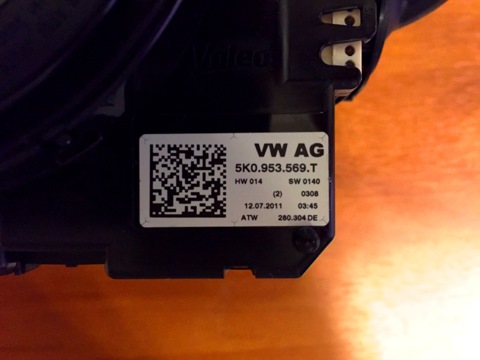 Valeo
VW AG
5K0.953.569.T
HW 014 SW 0140
(2) 0308
12.07.2011 03:45
ATW 280.304 DE